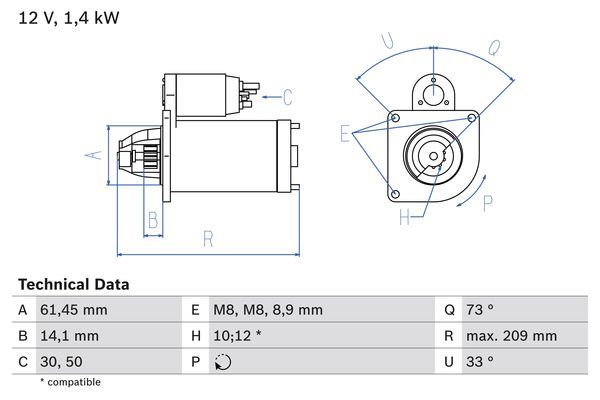 12 V, 1,4 kW
U
Q
C
A
E
B
R
H
P
Technical Data
A 61,45 mm E M8, M8, 8,9 mm Q 73 °
B 14,1 mm H 10;12 * R max. 209 mm
C 30, 50 P U 33 °
* compatible